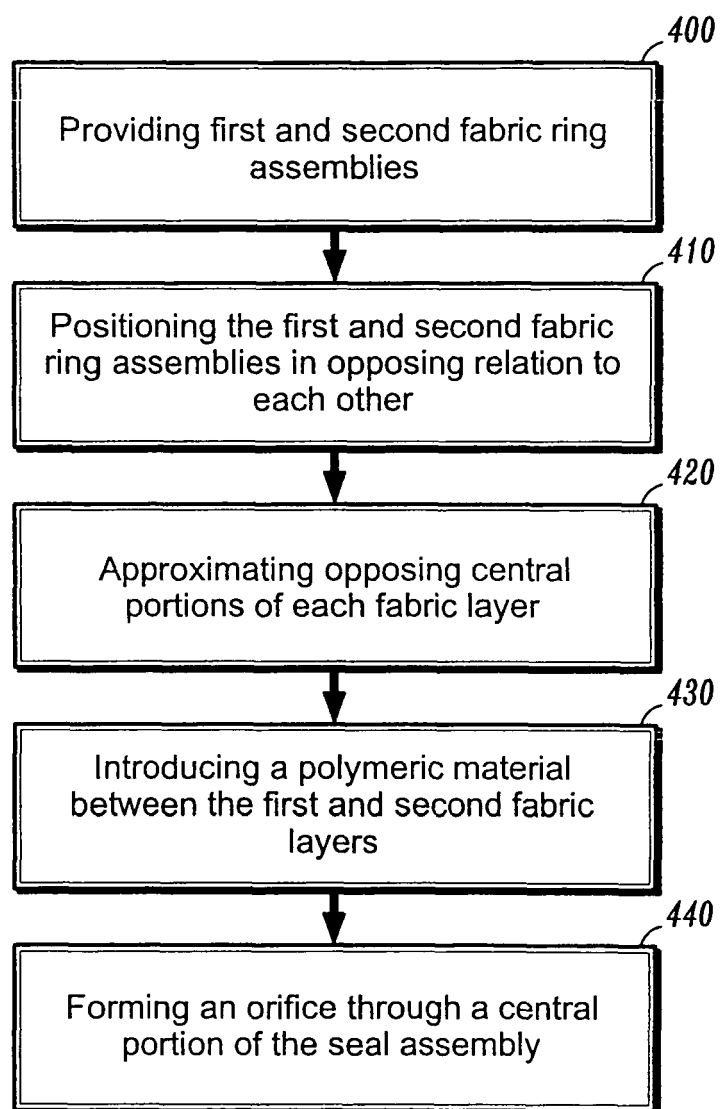 400
Providing first and second fabric ring
assemblies
410
Positioning the first and second fabric
ring assemblies in opposing relation to
each other
420
Approximating opposing central
portions of each fabric layer
430
Introducing a polymeric material
between the first and second fabric
layers
440
Forming an orifice through a central
portion of the seal assembly